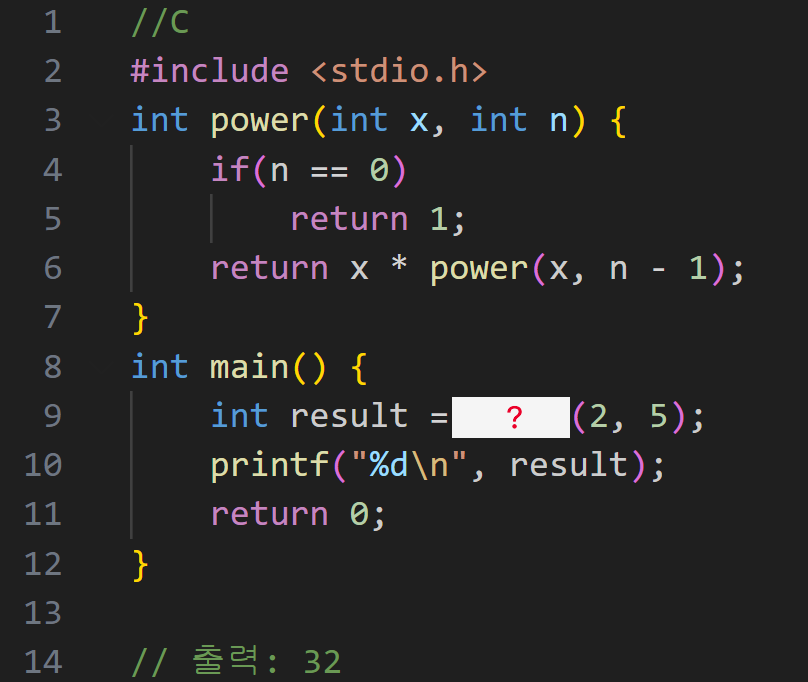 1 //C
2 #include <stdio.h>
3 int power(int x, int n) {
4     if(n == 0)
5         return 1;
6     return x * power(x, n - 1);
7 }
8 int main() {
9     int result = ? (2, 5);
10     printf("%d\n", result);
11     return 0;
12 }
13
14 // 출력: 32